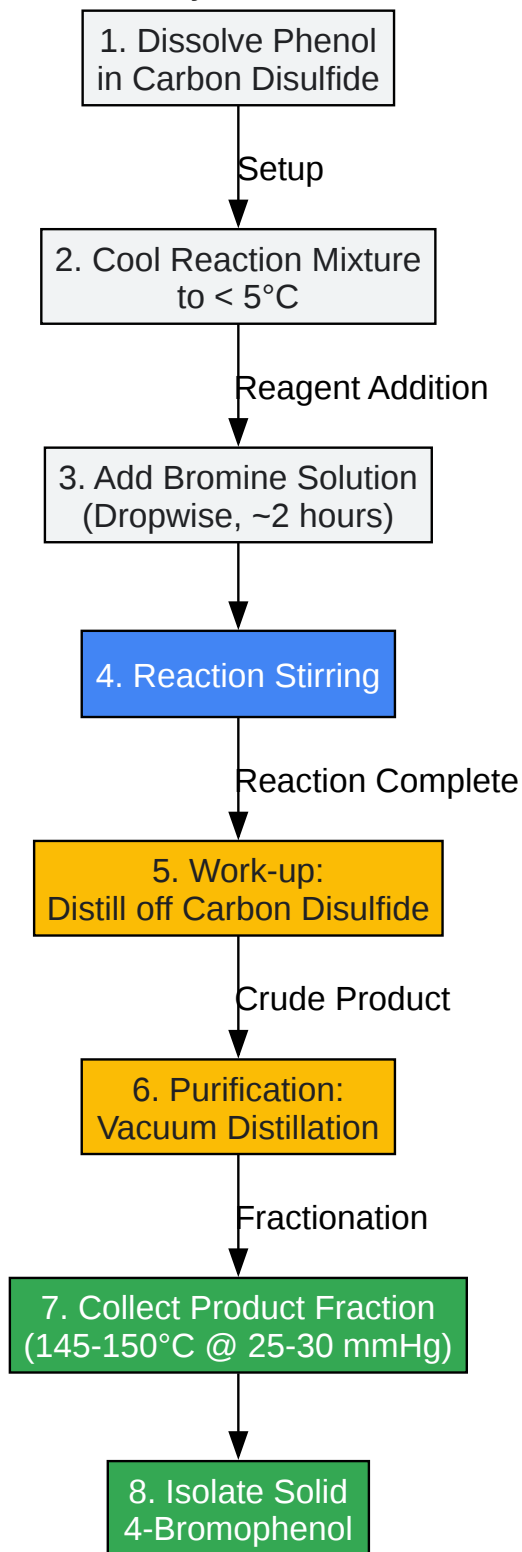 1. Dissolve Phenol
in Carbon Disulfide
Setup
2. Cool Reaction Mixture
to < 5°C
Reagent Addition
3. Add Bromine Solution
(Dropwise, ~2 hours)
4. Reaction Stirring
Reaction Complete
5. Work-up:
Distill off Carbon Disulfide
Crude Product
6. Purification:
Vacuum Distillation
Fractionation
7. Collect Product Fraction
(145-150°C @ 25-30 mmHg)
8. Isolate Solid
4-Bromophenol